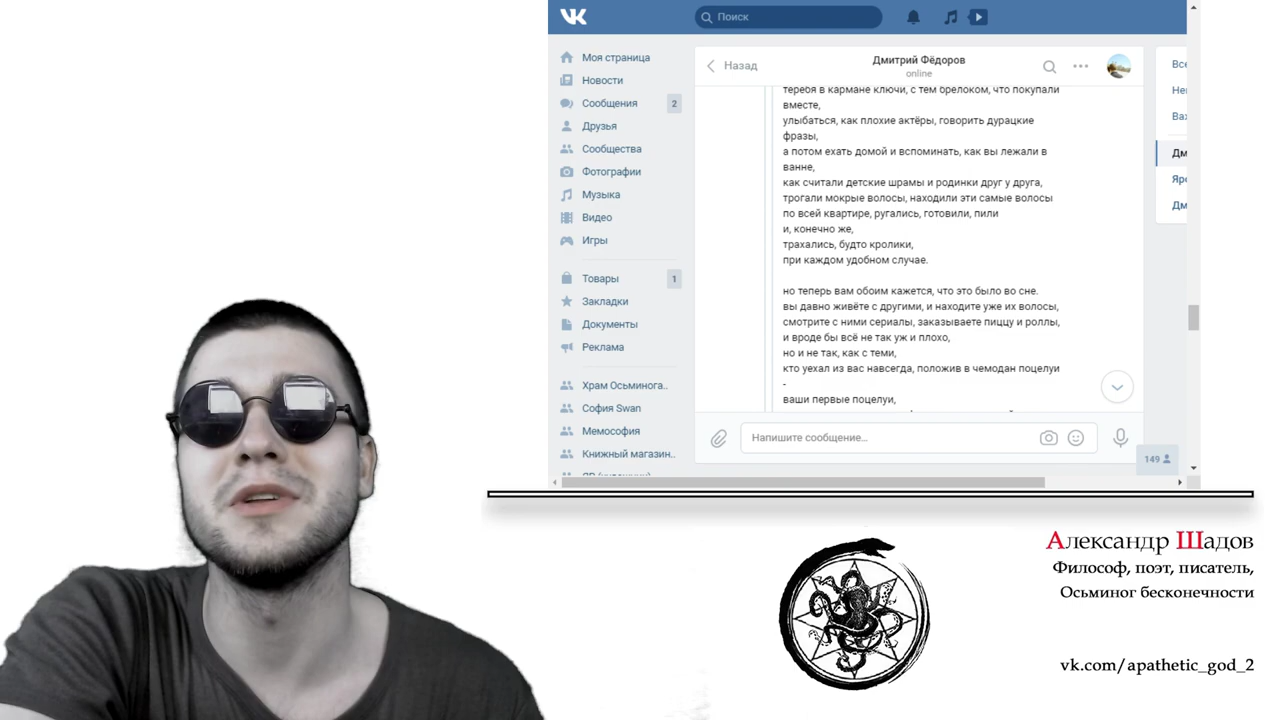 Поиск
Моя страница
Новости
Сообщения 2
Друзья
Сообщества
Фотографии
Музыка
Видео
Игры
Товары 1
Закладки
Документы
Реклама
Храм Осьминога..
София Swan
Мемософия
Книжный магазин..
Назад
Дмитрий Фёдоров
online
теребя в кармане ключи, с тем брелоком, что покупали
вместе,
улыбаться, как плохие актёры, говорить дурацкие
фразы,
а потом ехать домой и вспоминать, как вы лежали в
ванне,
как считали детские шрамы и родинки друг у друга,
трогали мокрые волосы, находили эти самые волосы
по всей квартире, ругались, готовили, пили
и, конечно же,
трахались, будто кролики,
при каждом удобном случае.
но теперь вам обоим кажется, что это было во сне.
вы давно живёте с другими, и находите уже их волосы,
смотрите с ними сериалы, заказываете пиццу и роллы,
и вроде бы всё не так уж и плохо,
но и не так, как с теми,
кто уехал из вас навсегда, положив в чемодан поцелуи
-
ваши первые поцелуи,
Напишите сообщение...
Все
Не
Ва
Дм
Яро
Дм
149
Александр Шадов
Философ, поэт, писатель,
Осьминог бесконечности
vk.com/apathetic_god_2